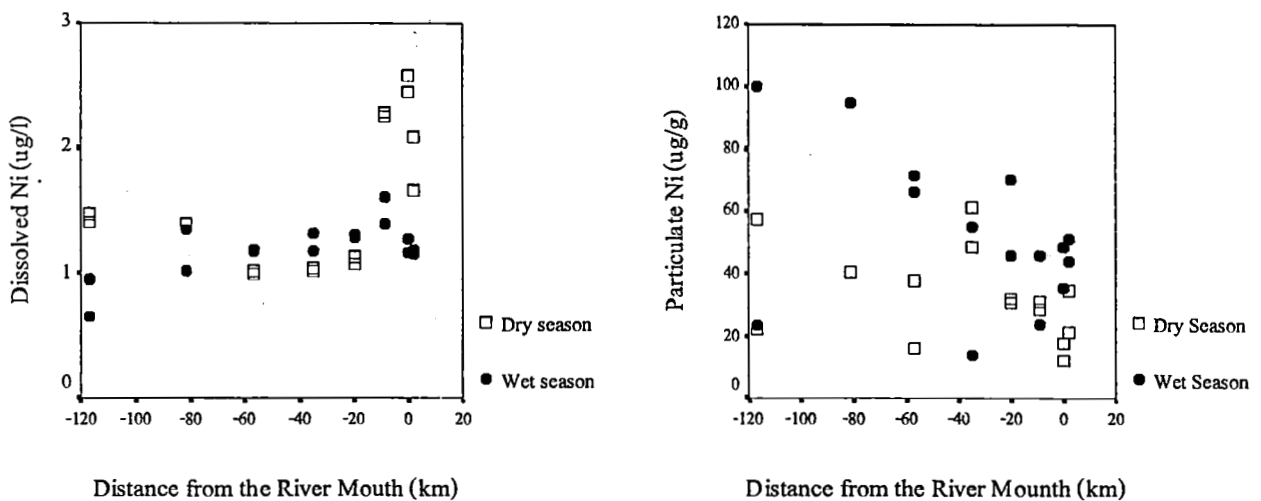 3
2
1
0
Dissolved Ni (ug/l)
-120 -100 -80 -60 -40 -20 0 20
Distance from the River Mouth (km)
Dry season
Wet season
120
100
80
60
40
20
0
Particulate Ni (ug/g)
-120 -100 -80 -60 -40 -20 0 20
Distance from the River Mounth (km)
Dry Season
Wet Season